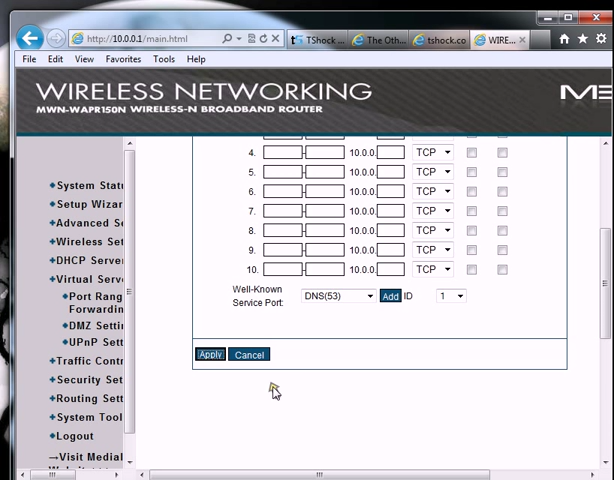 http://10.0.0.1/main.html
TShock ...
The Oth...
tshock.co
WIRE...
File Edit View Favorites Tools Help
WIRELESS NETWORKING
ME
MWN-WAPR150N WIRELESS-N BROADBAND ROUTER
System Statu
Setup Wizar
Advanced Se
Wireless Set
DHCP Server
Virtual Serve
Port Rang
Forwardin
DMZ Settin
UPnP Sett
Traffic Contr
Security Set
Routing Sett
System Tool
Logout
→Visit Medial
4. - 10.0.0. TCP
5. - 10.0.0. TCP
6. - 10.0.0. TCP
7. - 10.0.0. TCP
8. - 10.0.0. TCP
9. - 10.0.0. TCP
10. - 10.0.0. TCP
Well-Known
Service Port:
DNS(53) Add ID 1
Apply Cancel